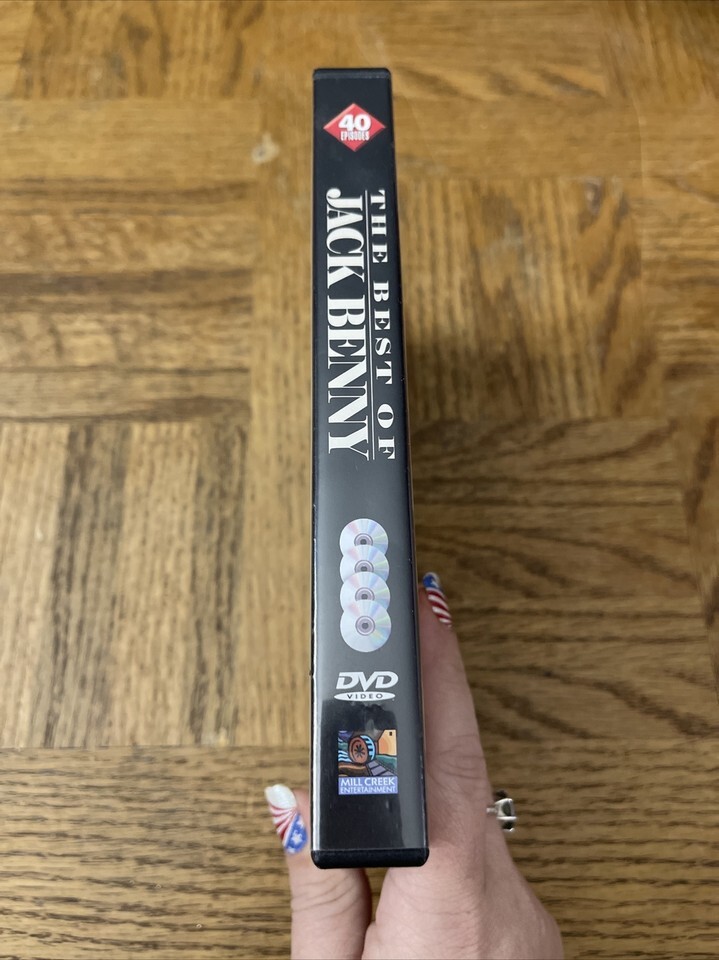 40
EPISODES
THE BEST OF
JACK BENNY
DVD
VIDEO
MILL CREEK
ENTERTAINMENT